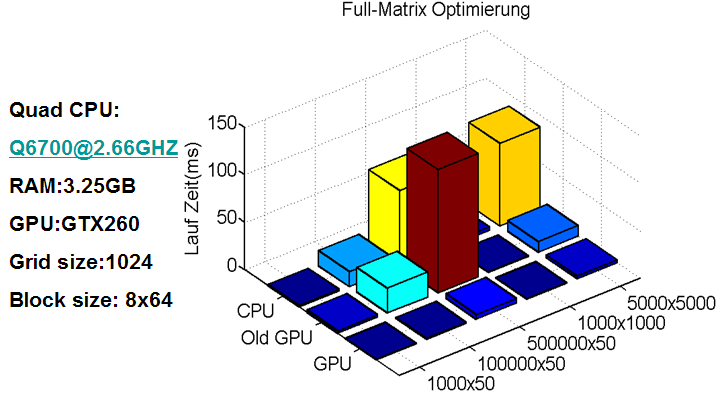 Full-Matrix Optimierung
Quad CPU:
Q6700@2.66GHZ
RAM:3.25GB
GPU:GTX260
Grid size:1024
Block size: 8x64
Lauf Zeit(ms)
150
100
50
0
CPU
Old GPU
GPU
1000x50
100000x50
500000x50
1000x1000
5000x5000